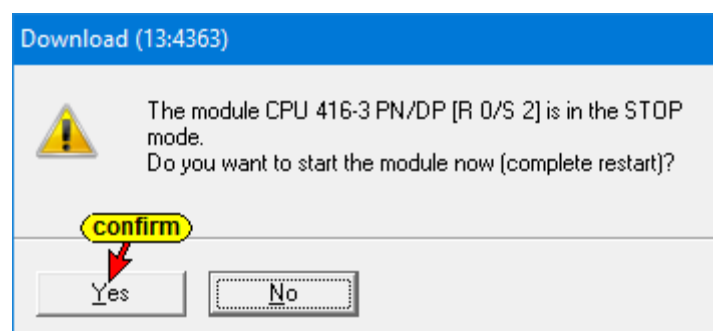 Download (13:4363)
The module CPU 416-3 PN/DP [R 0/S 2] is in the STOP
mode.
Do you want to start the module now (complete restart)?
confirm
Yes
No